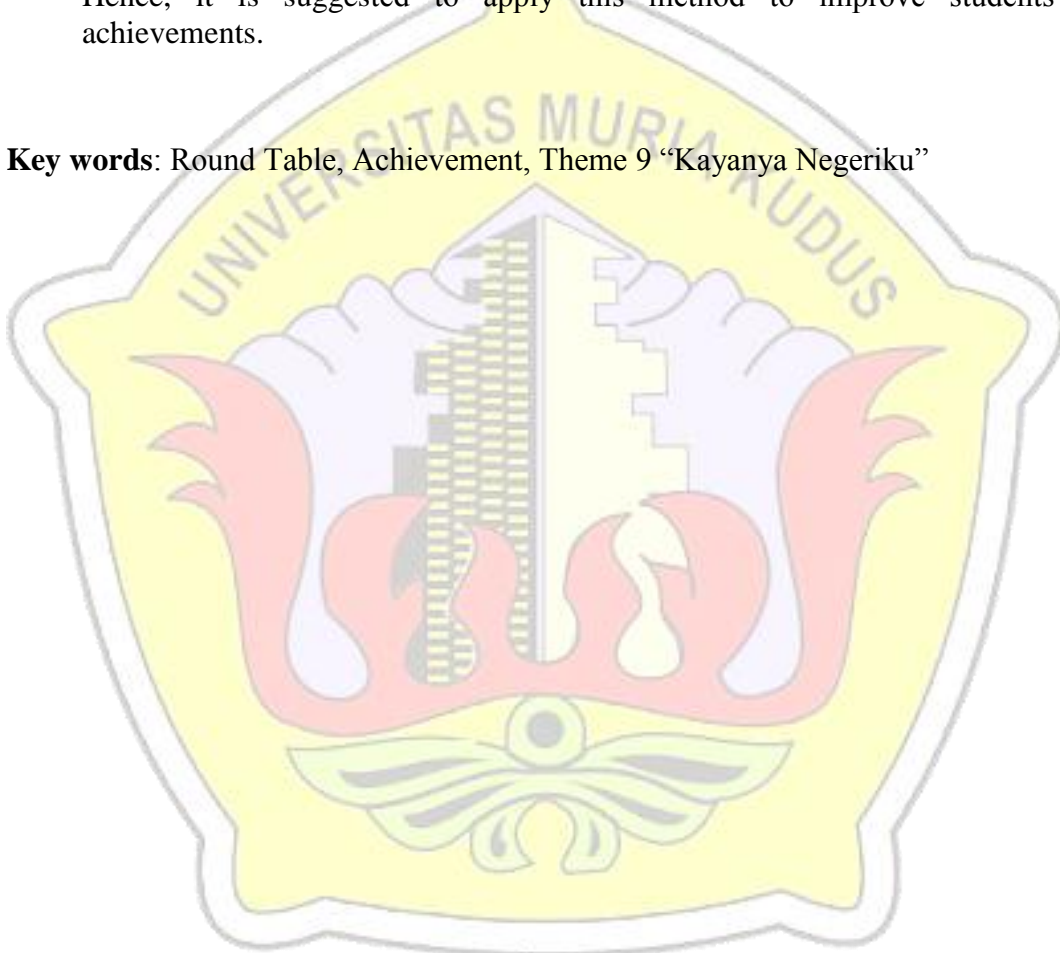 Hence, it is suggested to apply this method to improve students
achievements.
Key words: Round Table, Achievement, Theme 9 “Kayanya Negeriku”
UNIVERSITAS MURIA KUDUS